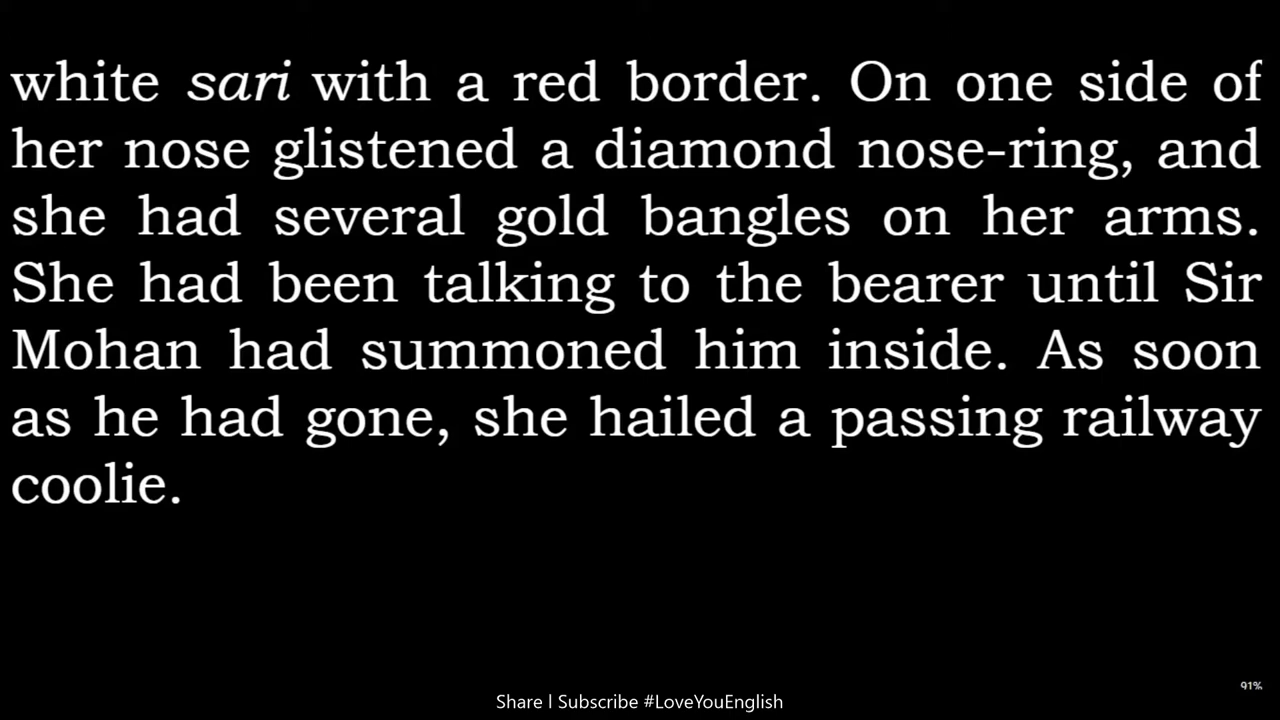 white sari with a red border. On one side of
her nose glistened a diamond nose-ring, and
she had several gold bangles on her arms.
She had been talking to the bearer until Sir
Mohan had summoned him inside. As soon
as he had gone, she hailed a passing railway
coolie.
91%
Share | Subscribe #LoveYouEnglish